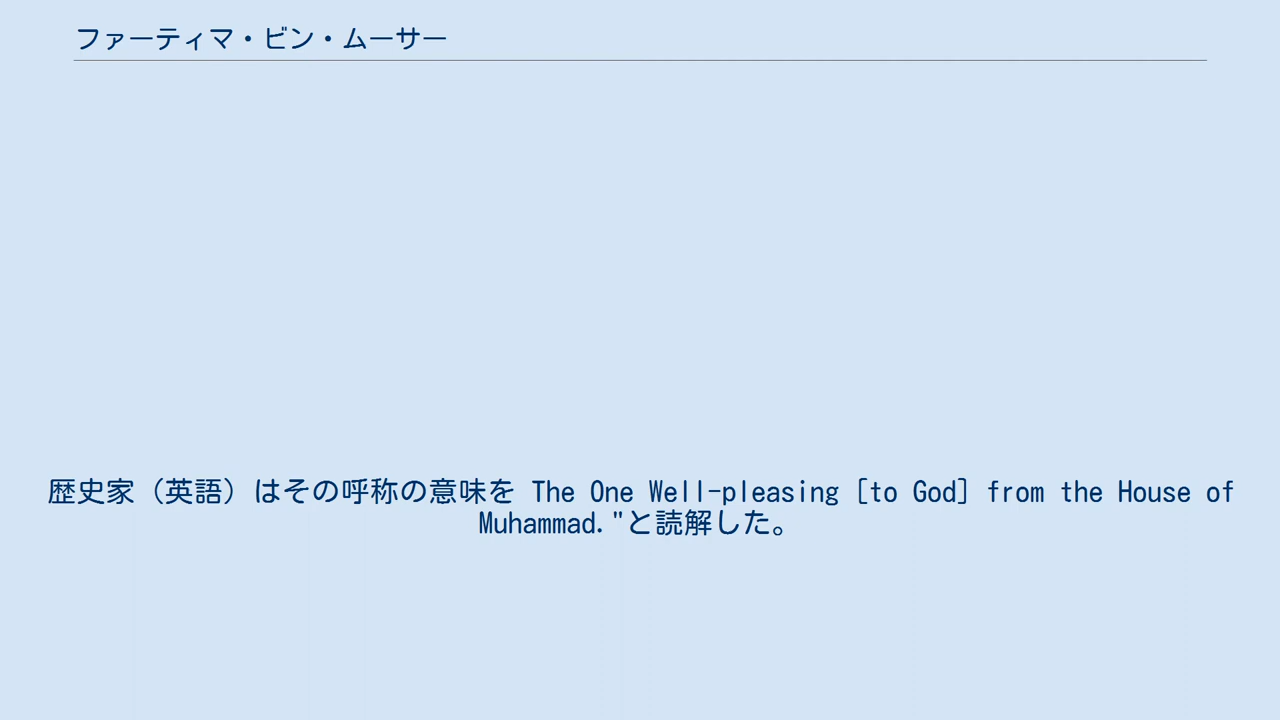 ファーティマ・ビン・ムーサー
歴史家（英語）はその呼称の意味を The One Well-pleasing [to God] from the House of
Muhammad."と読解した。